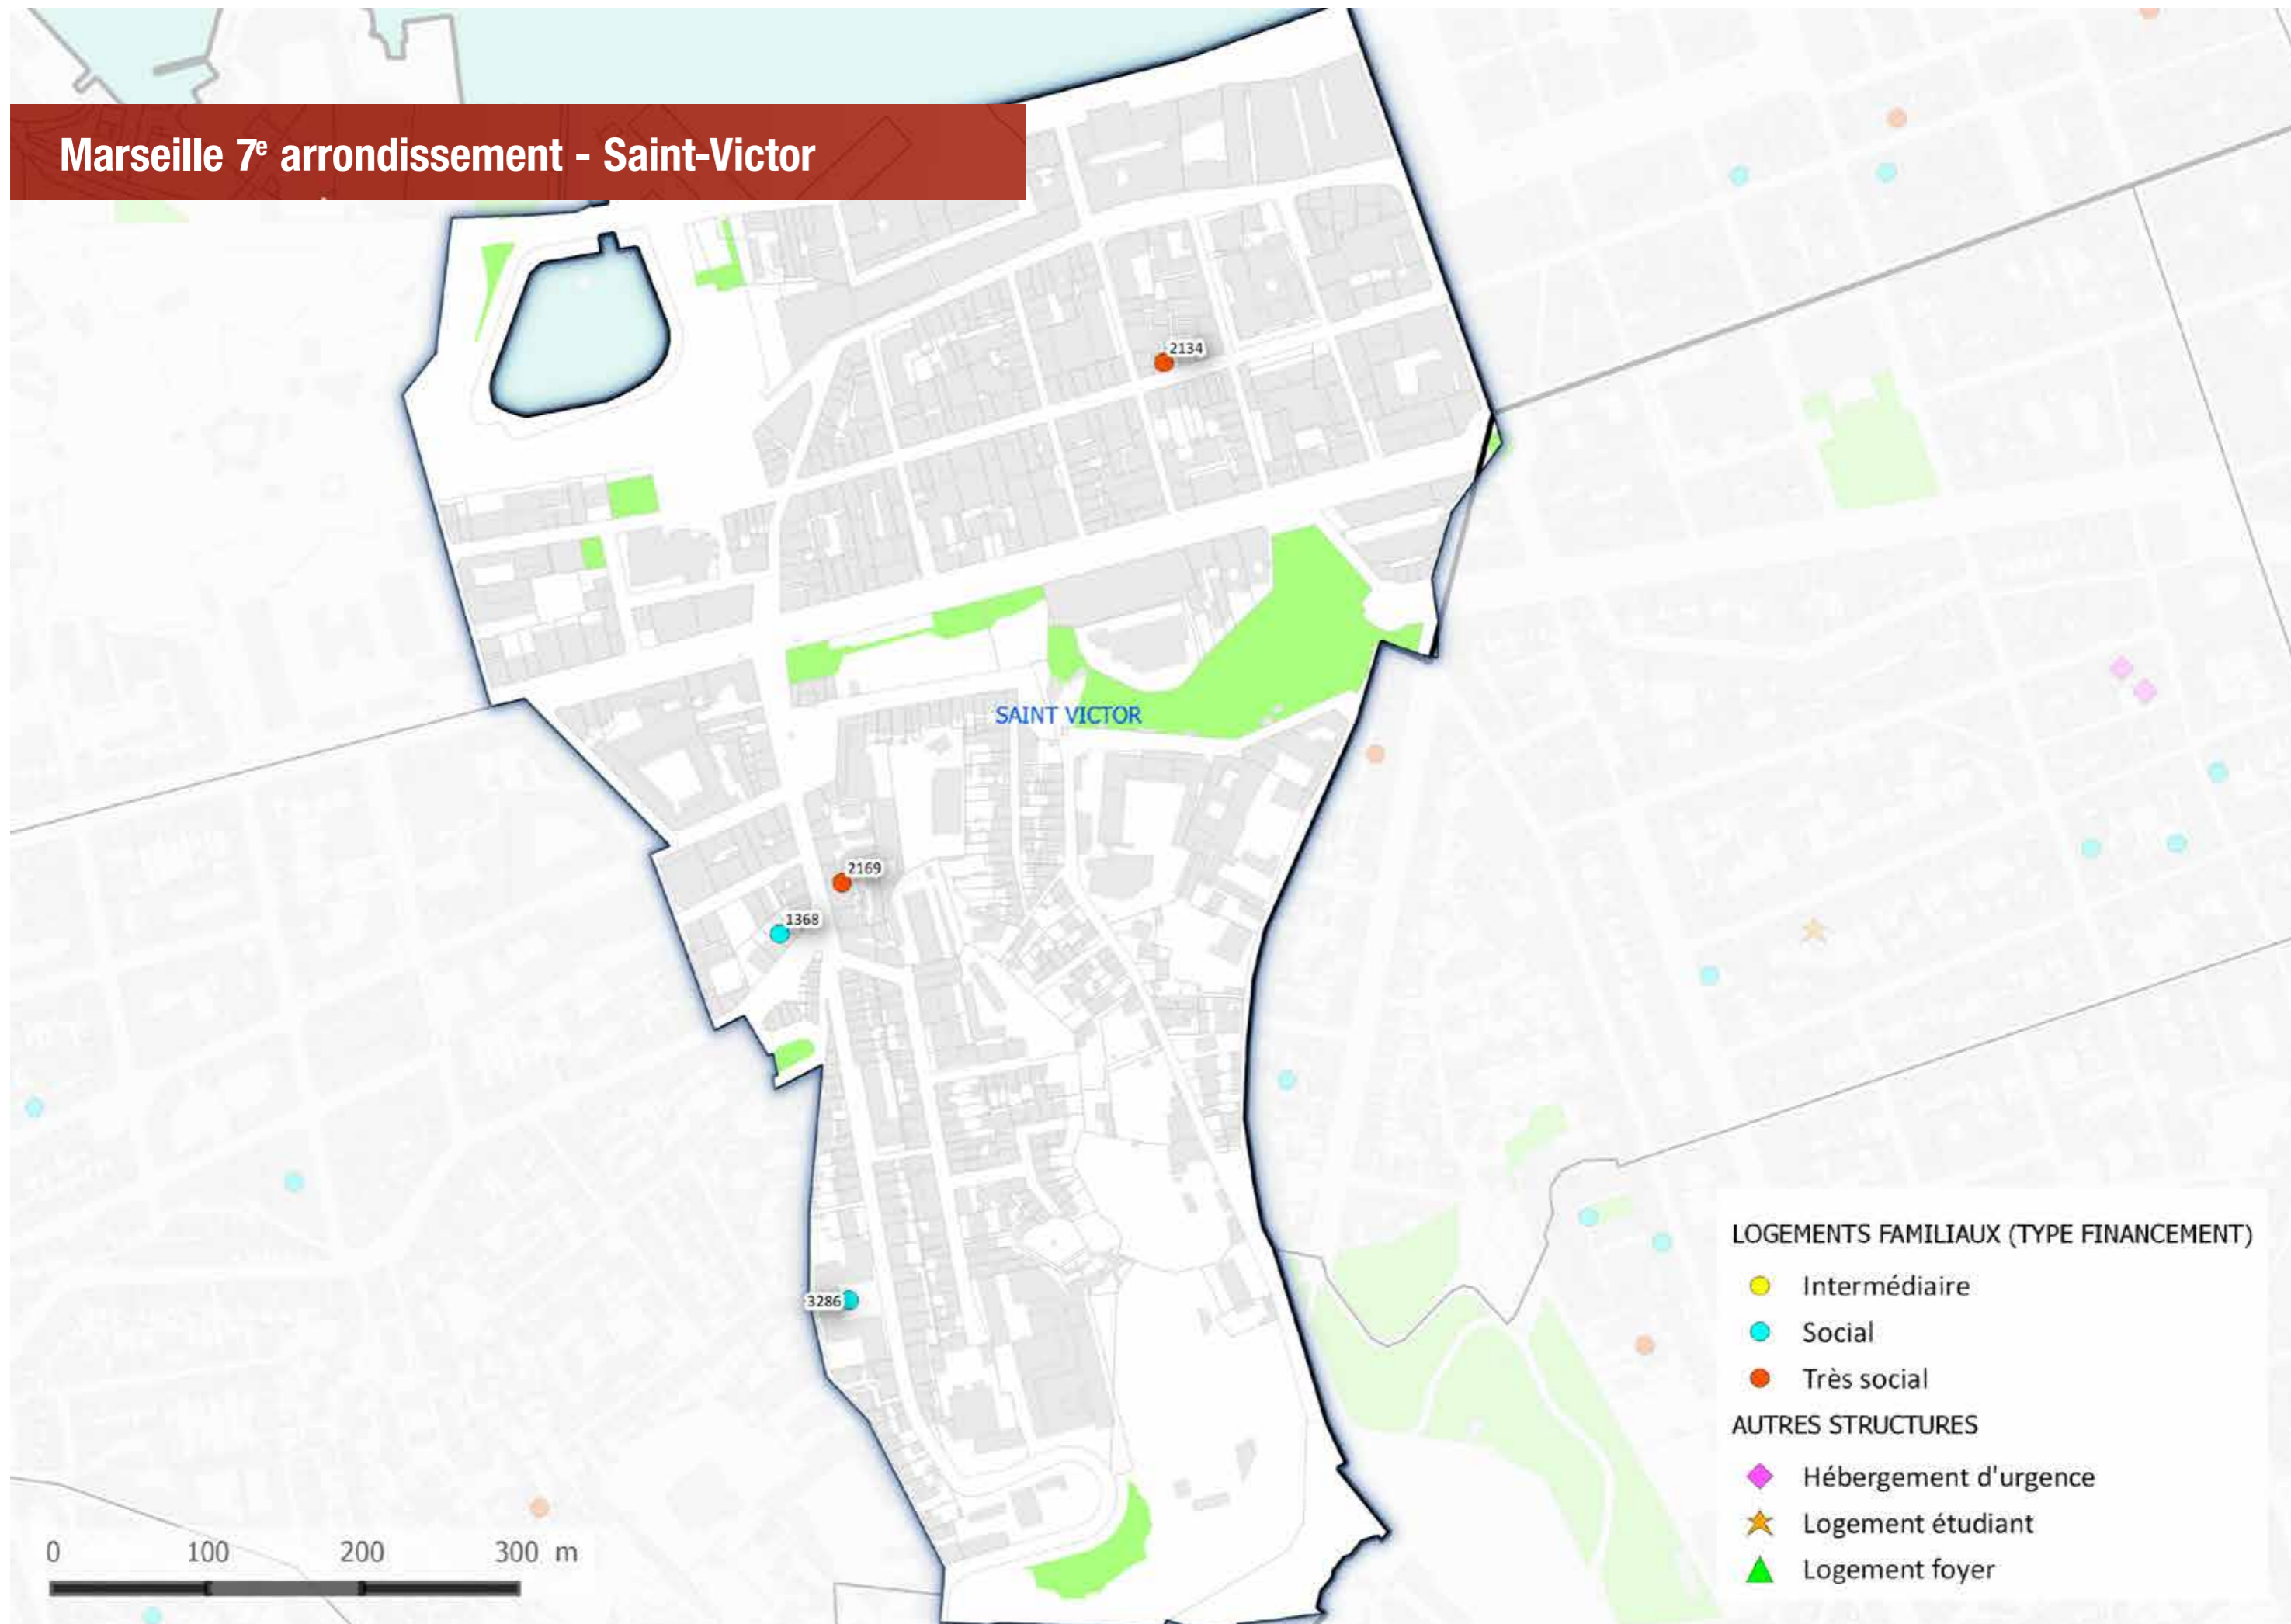 Marseille 7e arrondissement - Saint-Victor
2134
SAINT VICTOR
2169
1368
3286
LOGEMENTS FAMILIAUX (TYPE FINANCEMENT)
Intermédiaire
Social
Très social
AUTRES STRUCTURES
Hébergement d'urgence
Logement étudiant
Logement foyer
0 100 200 300 m